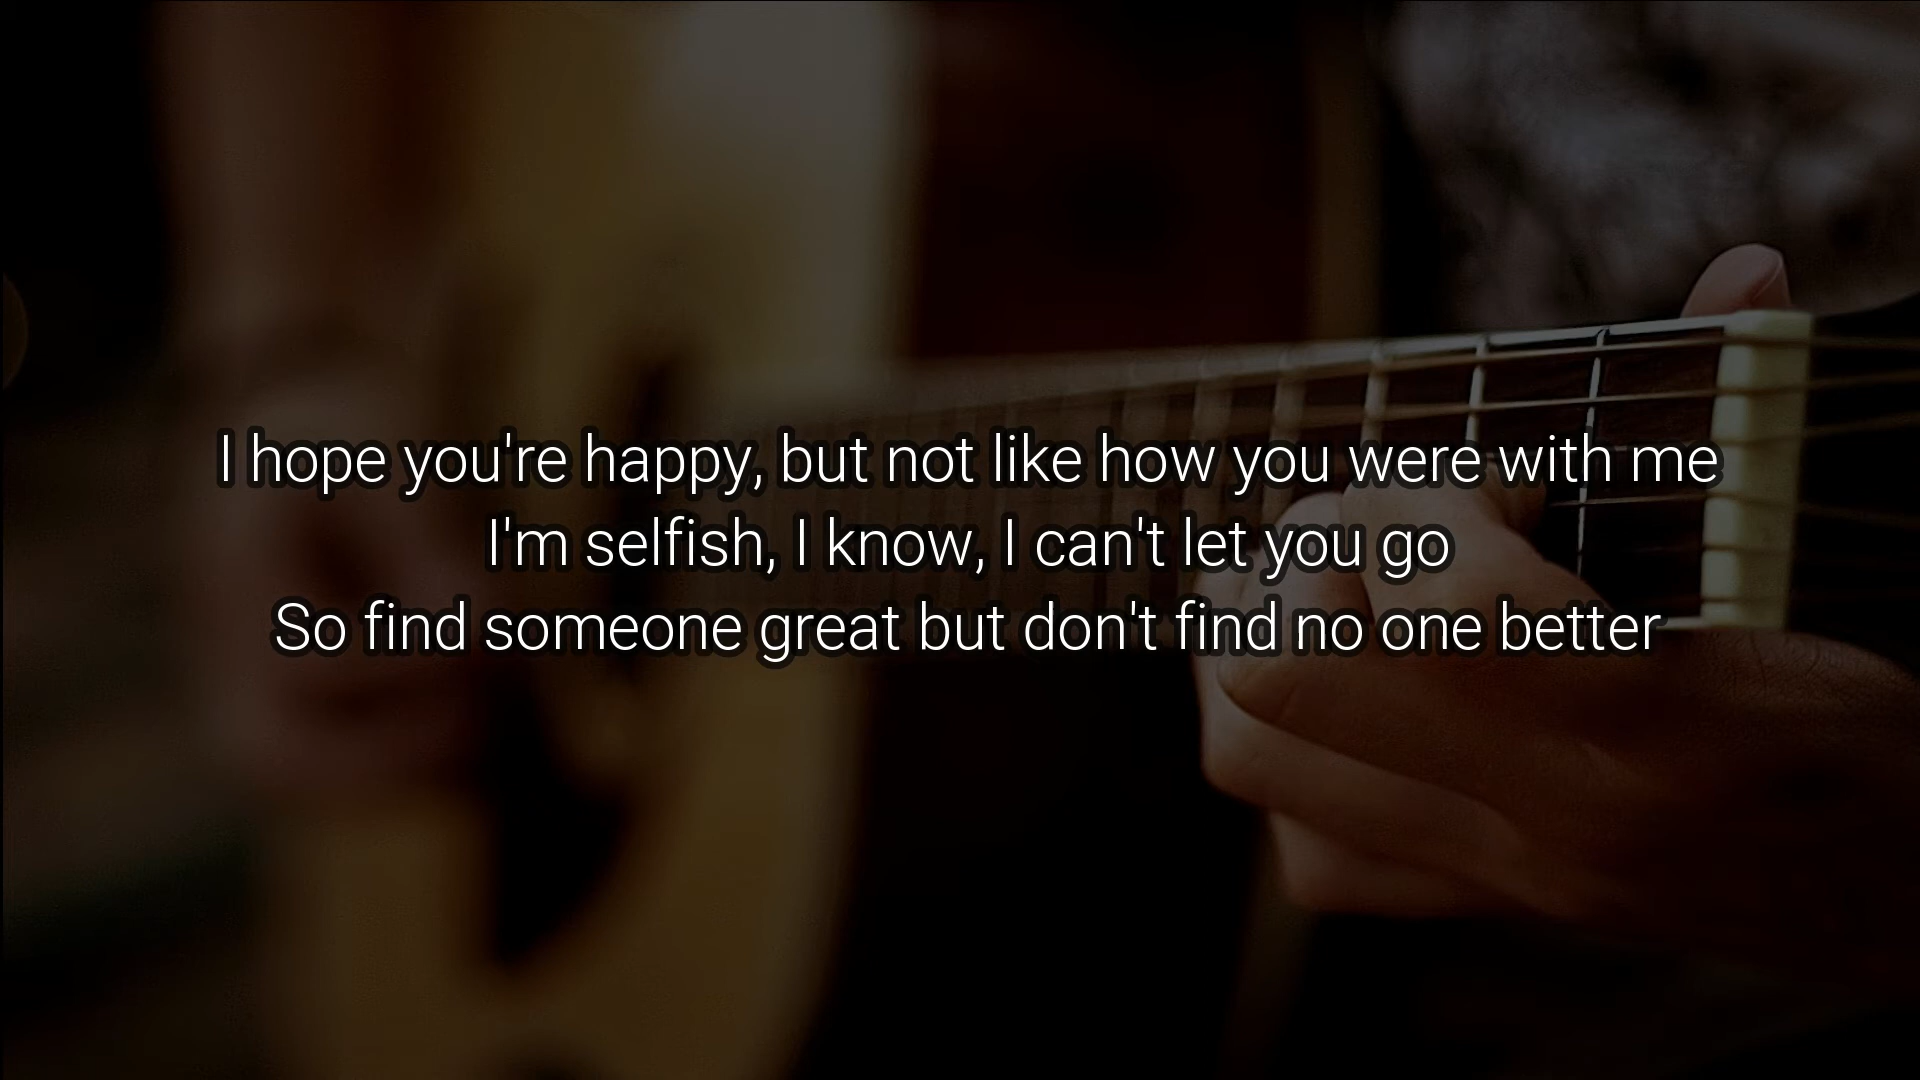 I hope you're happy, but not like how you were with me
I'm selfish, I know, I can't let you go
So find someone great but don't find no one better